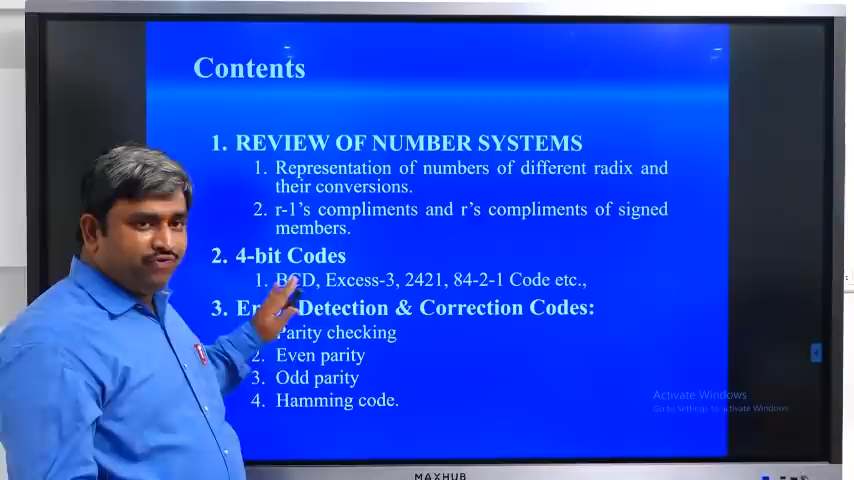 Contents
1. REVIEW OF NUMBER SYSTEMS
1. Representation of numbers of different radix and
their conversions.
2. r-1's compliments and r's compliments of signed
members.
2. 4-bit Codes
1. BCD, Excess-3, 2421, 84-2-1 Code etc.,
3. Detection & Correction Codes:
Parity checking
2. Even parity
3. Odd parity
4. Hamming code.
Activate Windows
Go to Settings to activate Windows.
MAXHUB